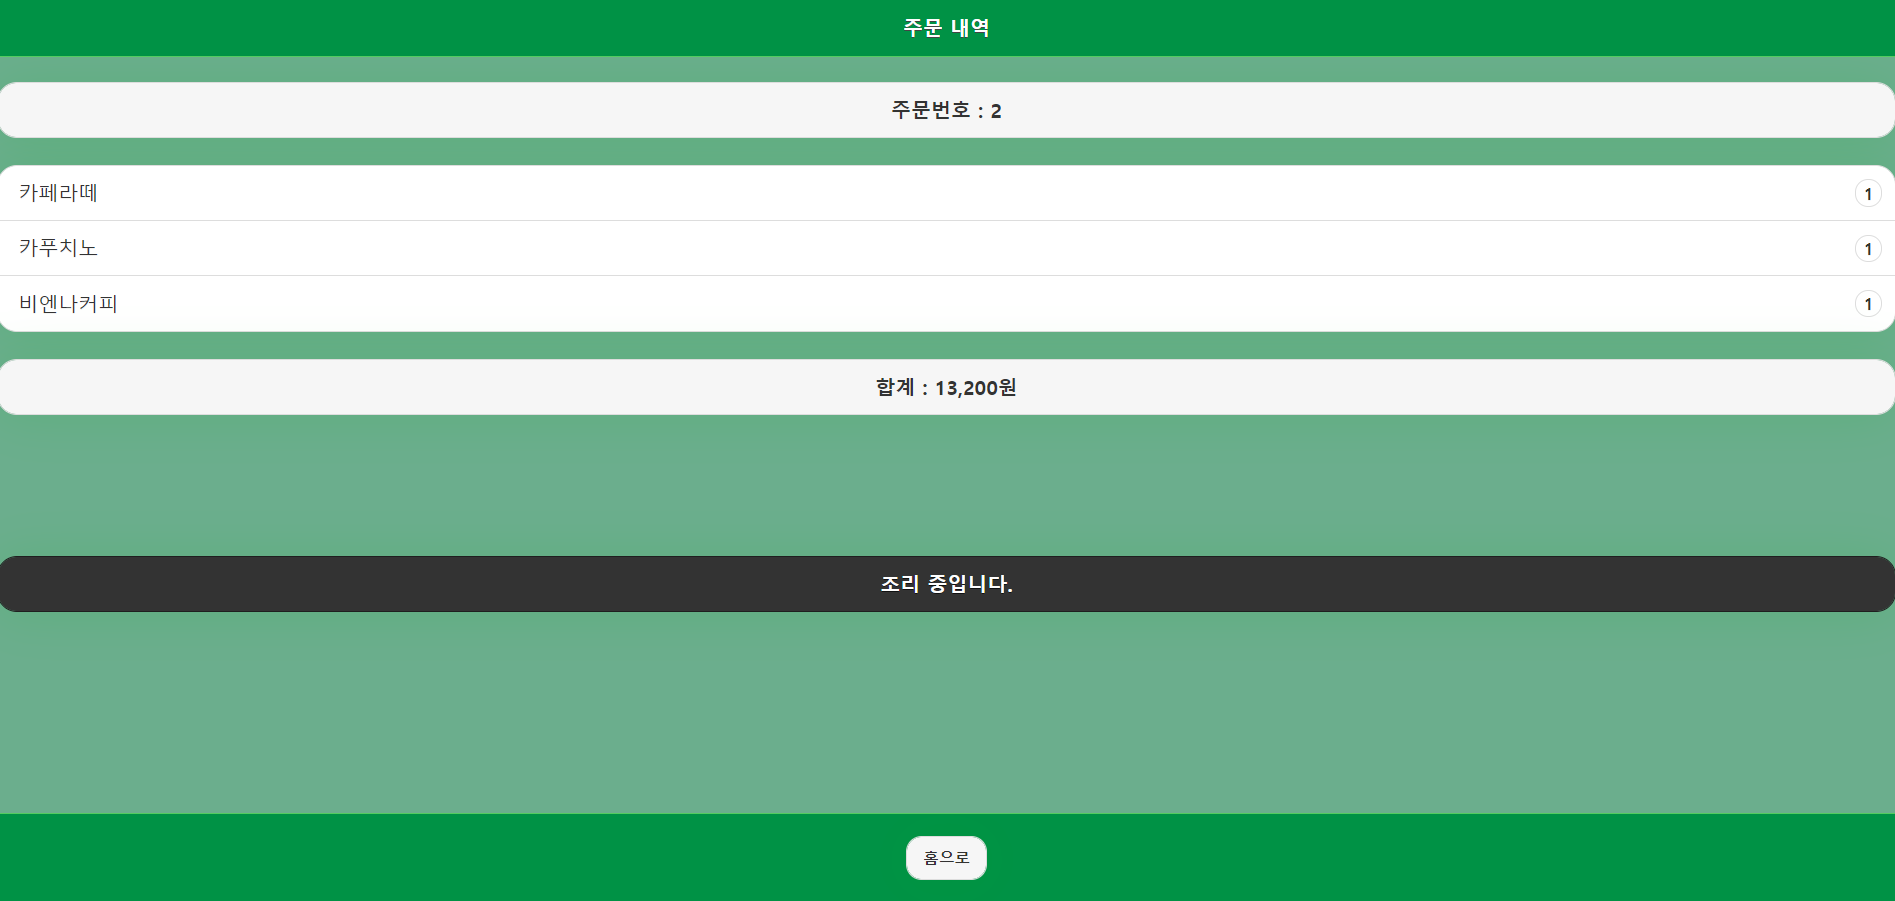 주문 내역
주문번호 : 2
카페라떼 1
카푸치노 1
비엔나커피 1
합계 : 13,200원
조리 중입니다.
홈으로